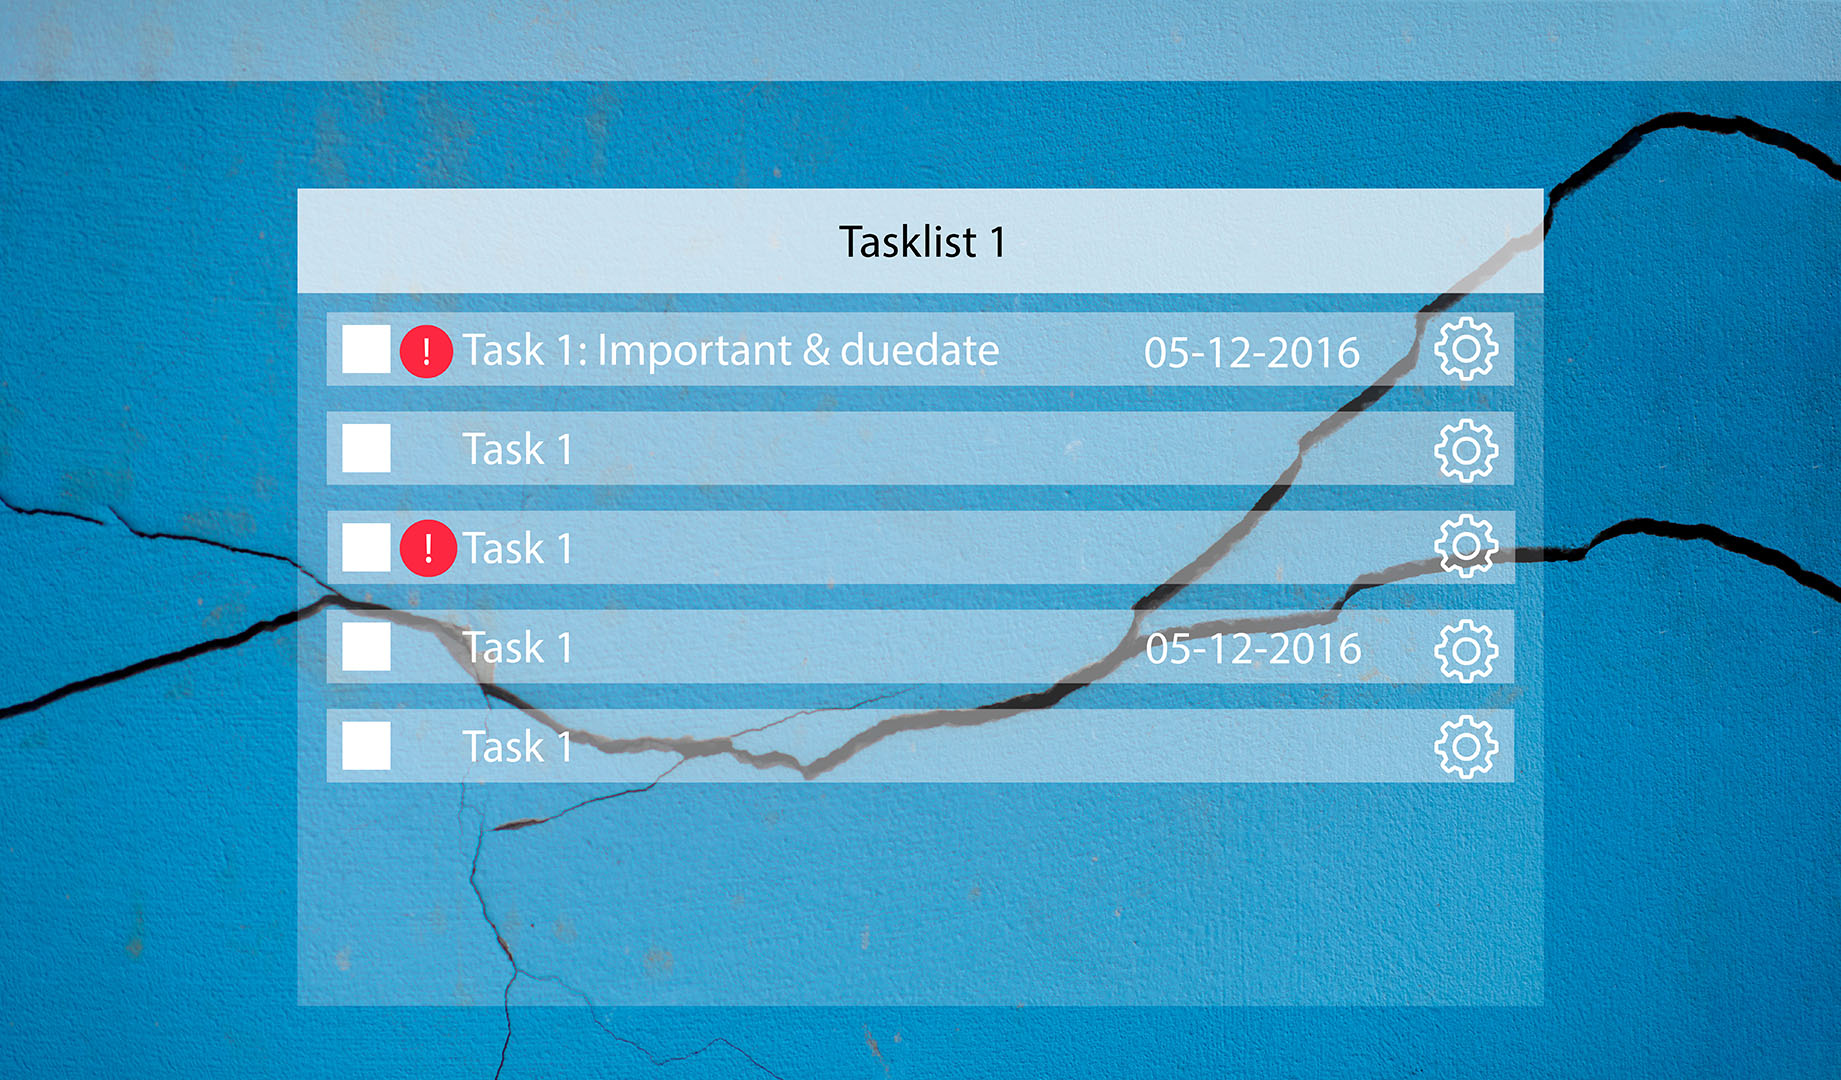 Tasklist 1
! Task 1: Important & duedate 05-12-2016
Task 1
! Task 1
Task 1 05-12-2016
Task 1